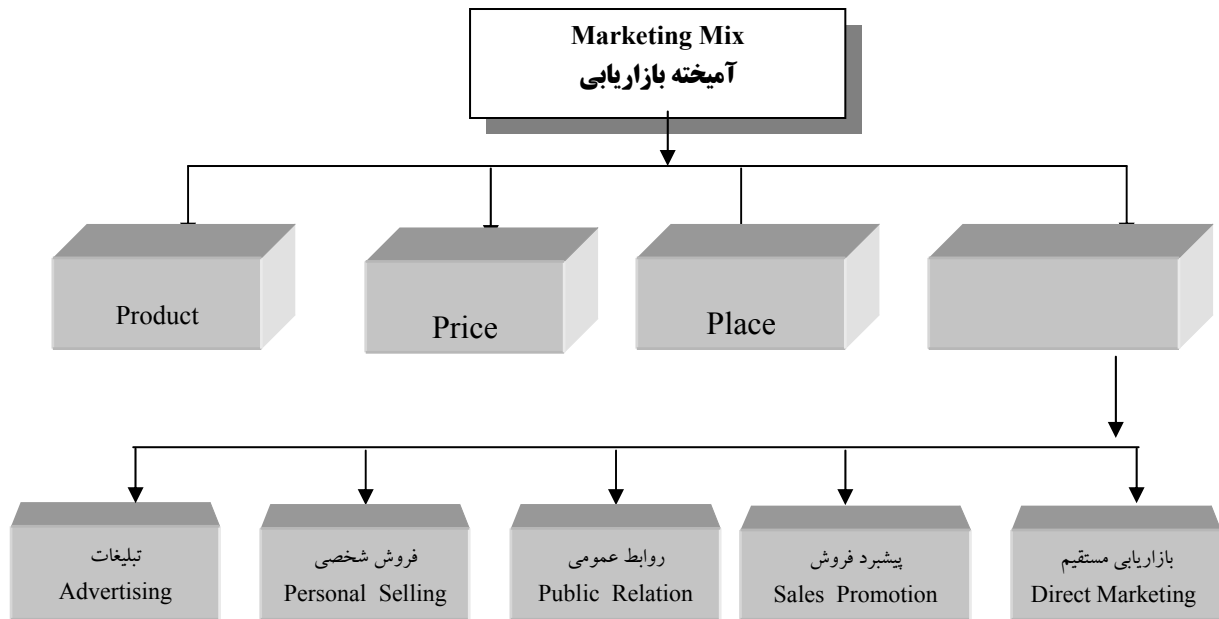 Marketing Mix
آمیخته بازاریابی
Product
Price
Place
تبلیغات
Advertising
فروش شخصی
Personal Selling
روابط عمومی
Public Relation
پیشبرد فروش
Sales Promotion
بازاریابی مستقیم
Direct Marketing